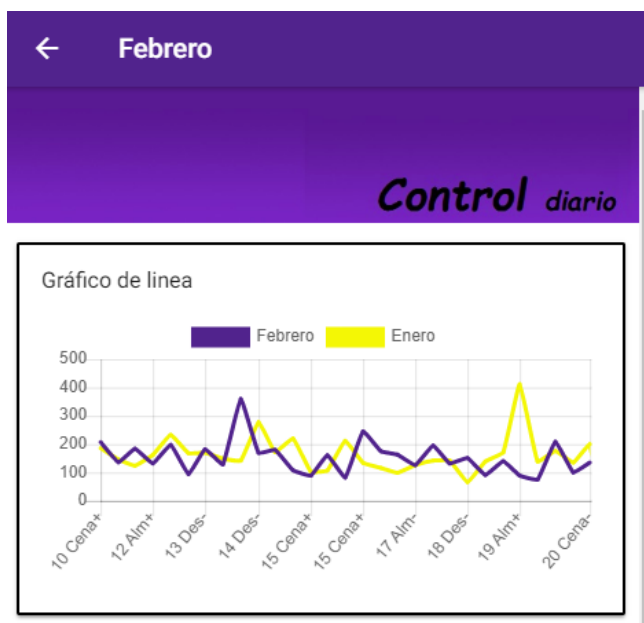 Febrero
Control diario
Gráfico de linea
Febrero Enero
500
400
300
200
100
0
10 Cena+ 12 Alm+ 13 Des- 14 Des- 15 Cena+ 15 Cena+ 17 Alm- 18 Des- 19 Alm+ 20 Cena-